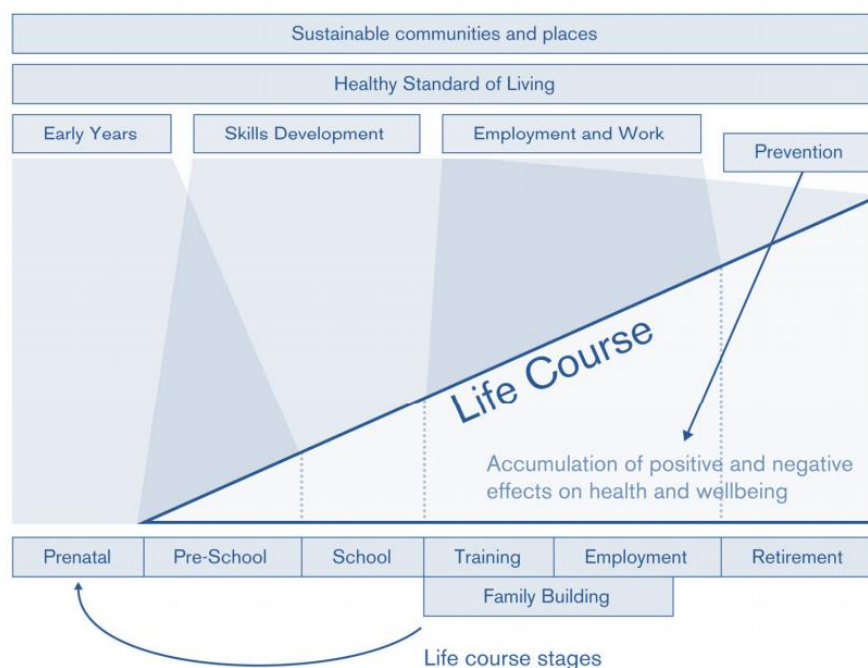 Sustainable communities and places
Healthy Standard of Living
Early Years
Skills Development
Employment and Work
Prevention
Life Course
Accumulation of positive and negative
effects on health and wellbeing
Prenatal
Pre-School
School
Training
Employment
Retirement
Family Building
Life course stages